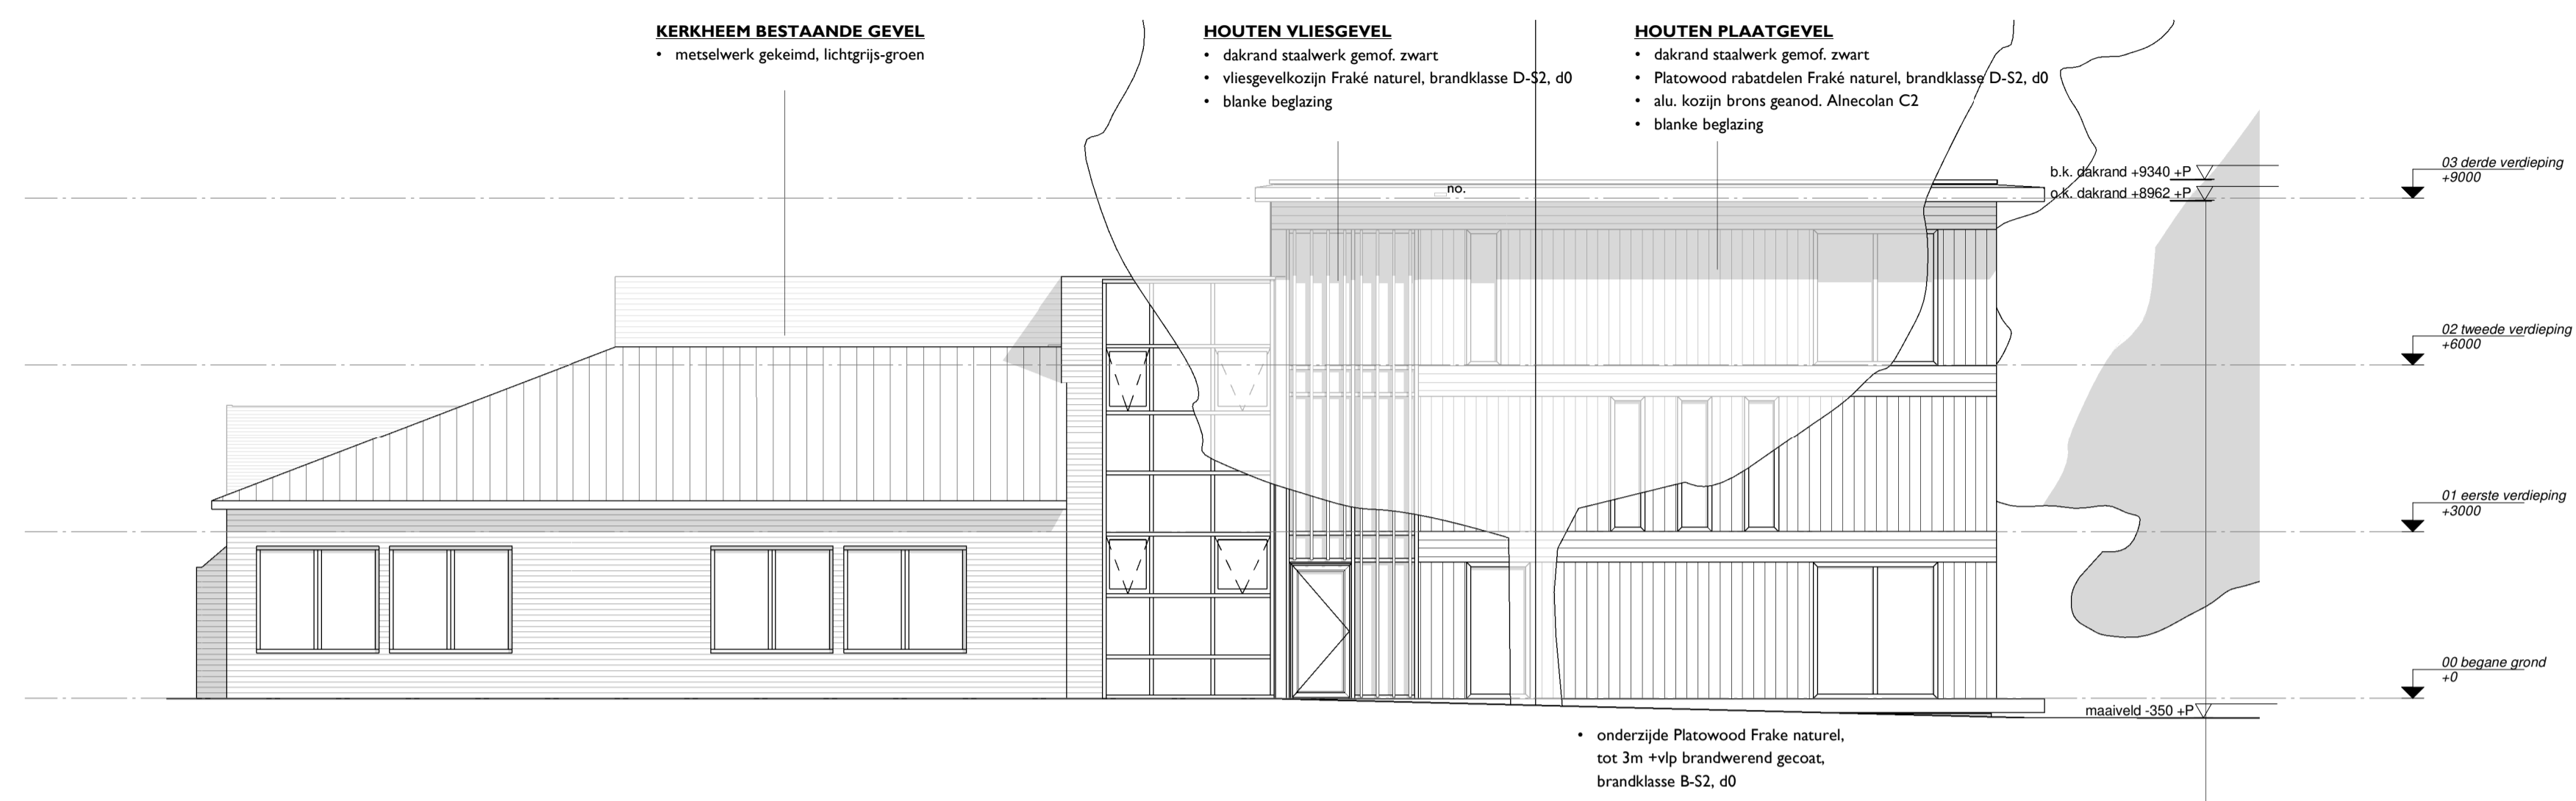 KERKHEEM BESTAANDE GEVEL
• metselwerk gekeimd, lichtgrijs-groen
HOUTEN VLIESGEVEL
• dakrand staalwerk gemof. zwart
• vliesgevelkozijn Fraké naturel, brandklasse D-S2, d0
• blanke beglazing
HOUTEN PLAATGEVEL
• dakrand staalwerk gemof. zwart
• Platowood rabatdelen Fraké naturel, brandklasse D-S2, d0
• alu. kozijn brons geanod. Alnecolan C2
• blanke beglazing
no.
b.k. dakrand +9340 +P
o.k. dakrand +8962 +P
03 derde verdieping
+9000
02 tweede verdieping
+6000
01 eerste verdieping
+3000
00 begane grond
+0
maaiveld -350 +P
• onderzijde Platowood Frake naturel,
tot 3m +vlp brandwerend gecoat,
brandklasse B-S2, d0